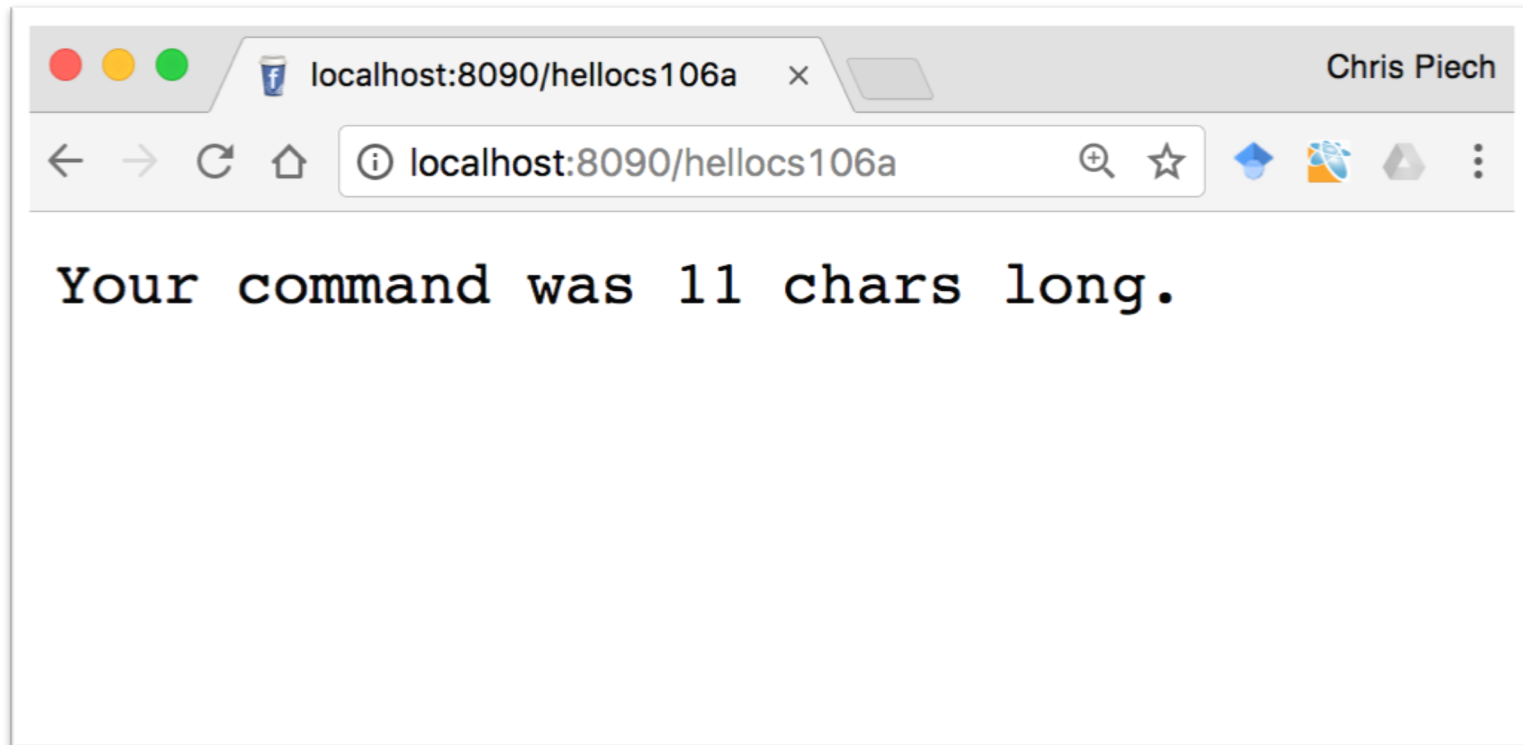 localhost:8090/hellocs106a
Chris Piech
localhost:8090/hellocs106a
Your command was 11 chars long.